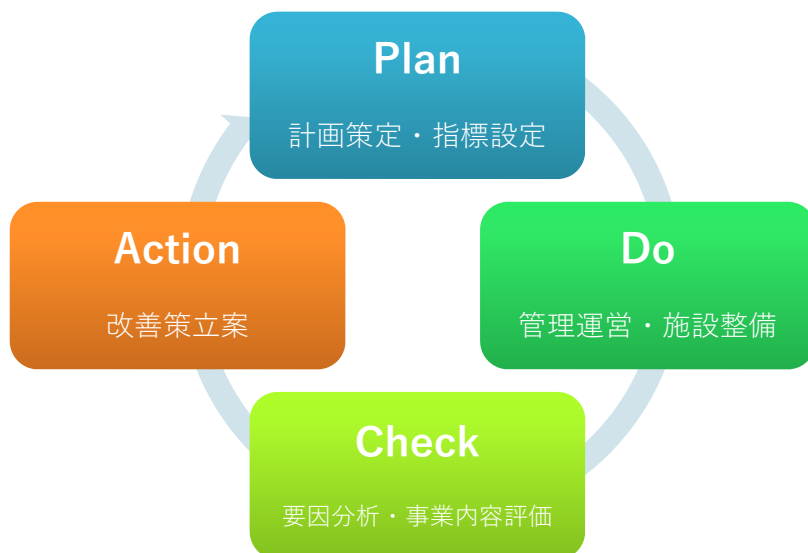 Plan
計画策定・指標設定
Action
改善策立案
Do
管理運営・施設整備
Check
要因分析・事業内容評価